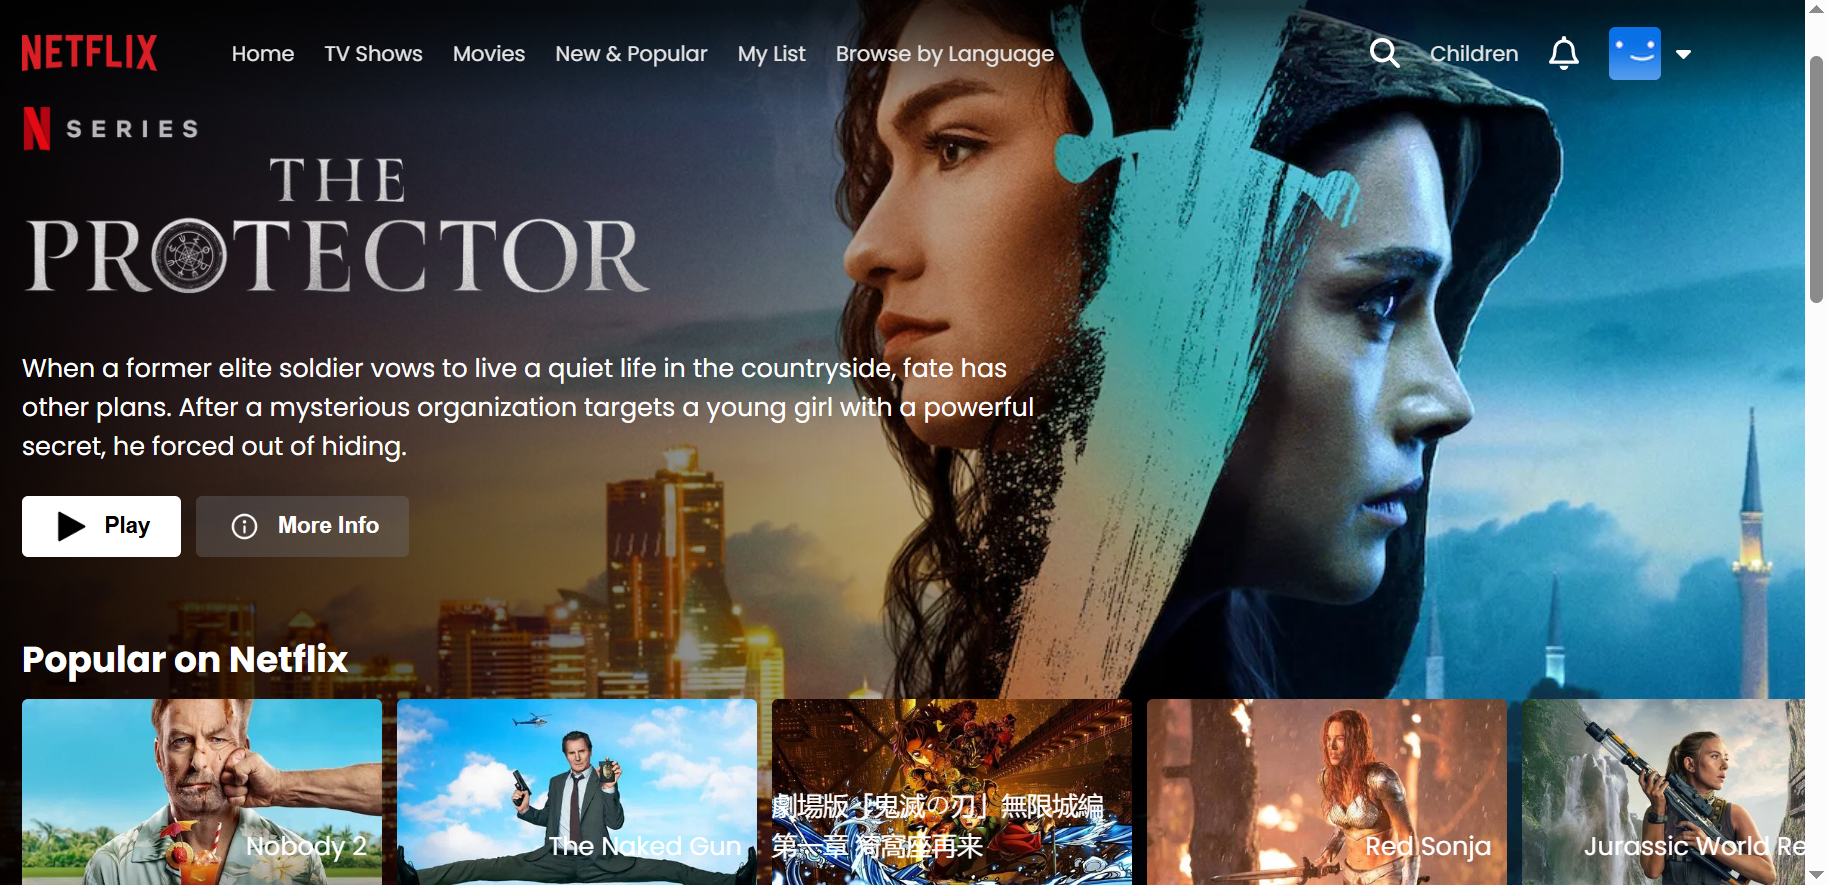 NETFLIX
Home
TV Shows
Movies
New & Popular
My List
Browse by Language
Children
N SERIES
THE
PROTECTOR
When a former elite soldier vows to live a quiet life in the countryside, fate has
other plans. After a mysterious organization targets a young girl with a powerful
secret, he forced out of hiding.
Play
More Info
Popular on Netflix
Nobody 2
The Naked Gun
劇場版「鬼滅の刃」無限城編
第一章 猗窩座再来
Red Sonja
Jurassic World Re